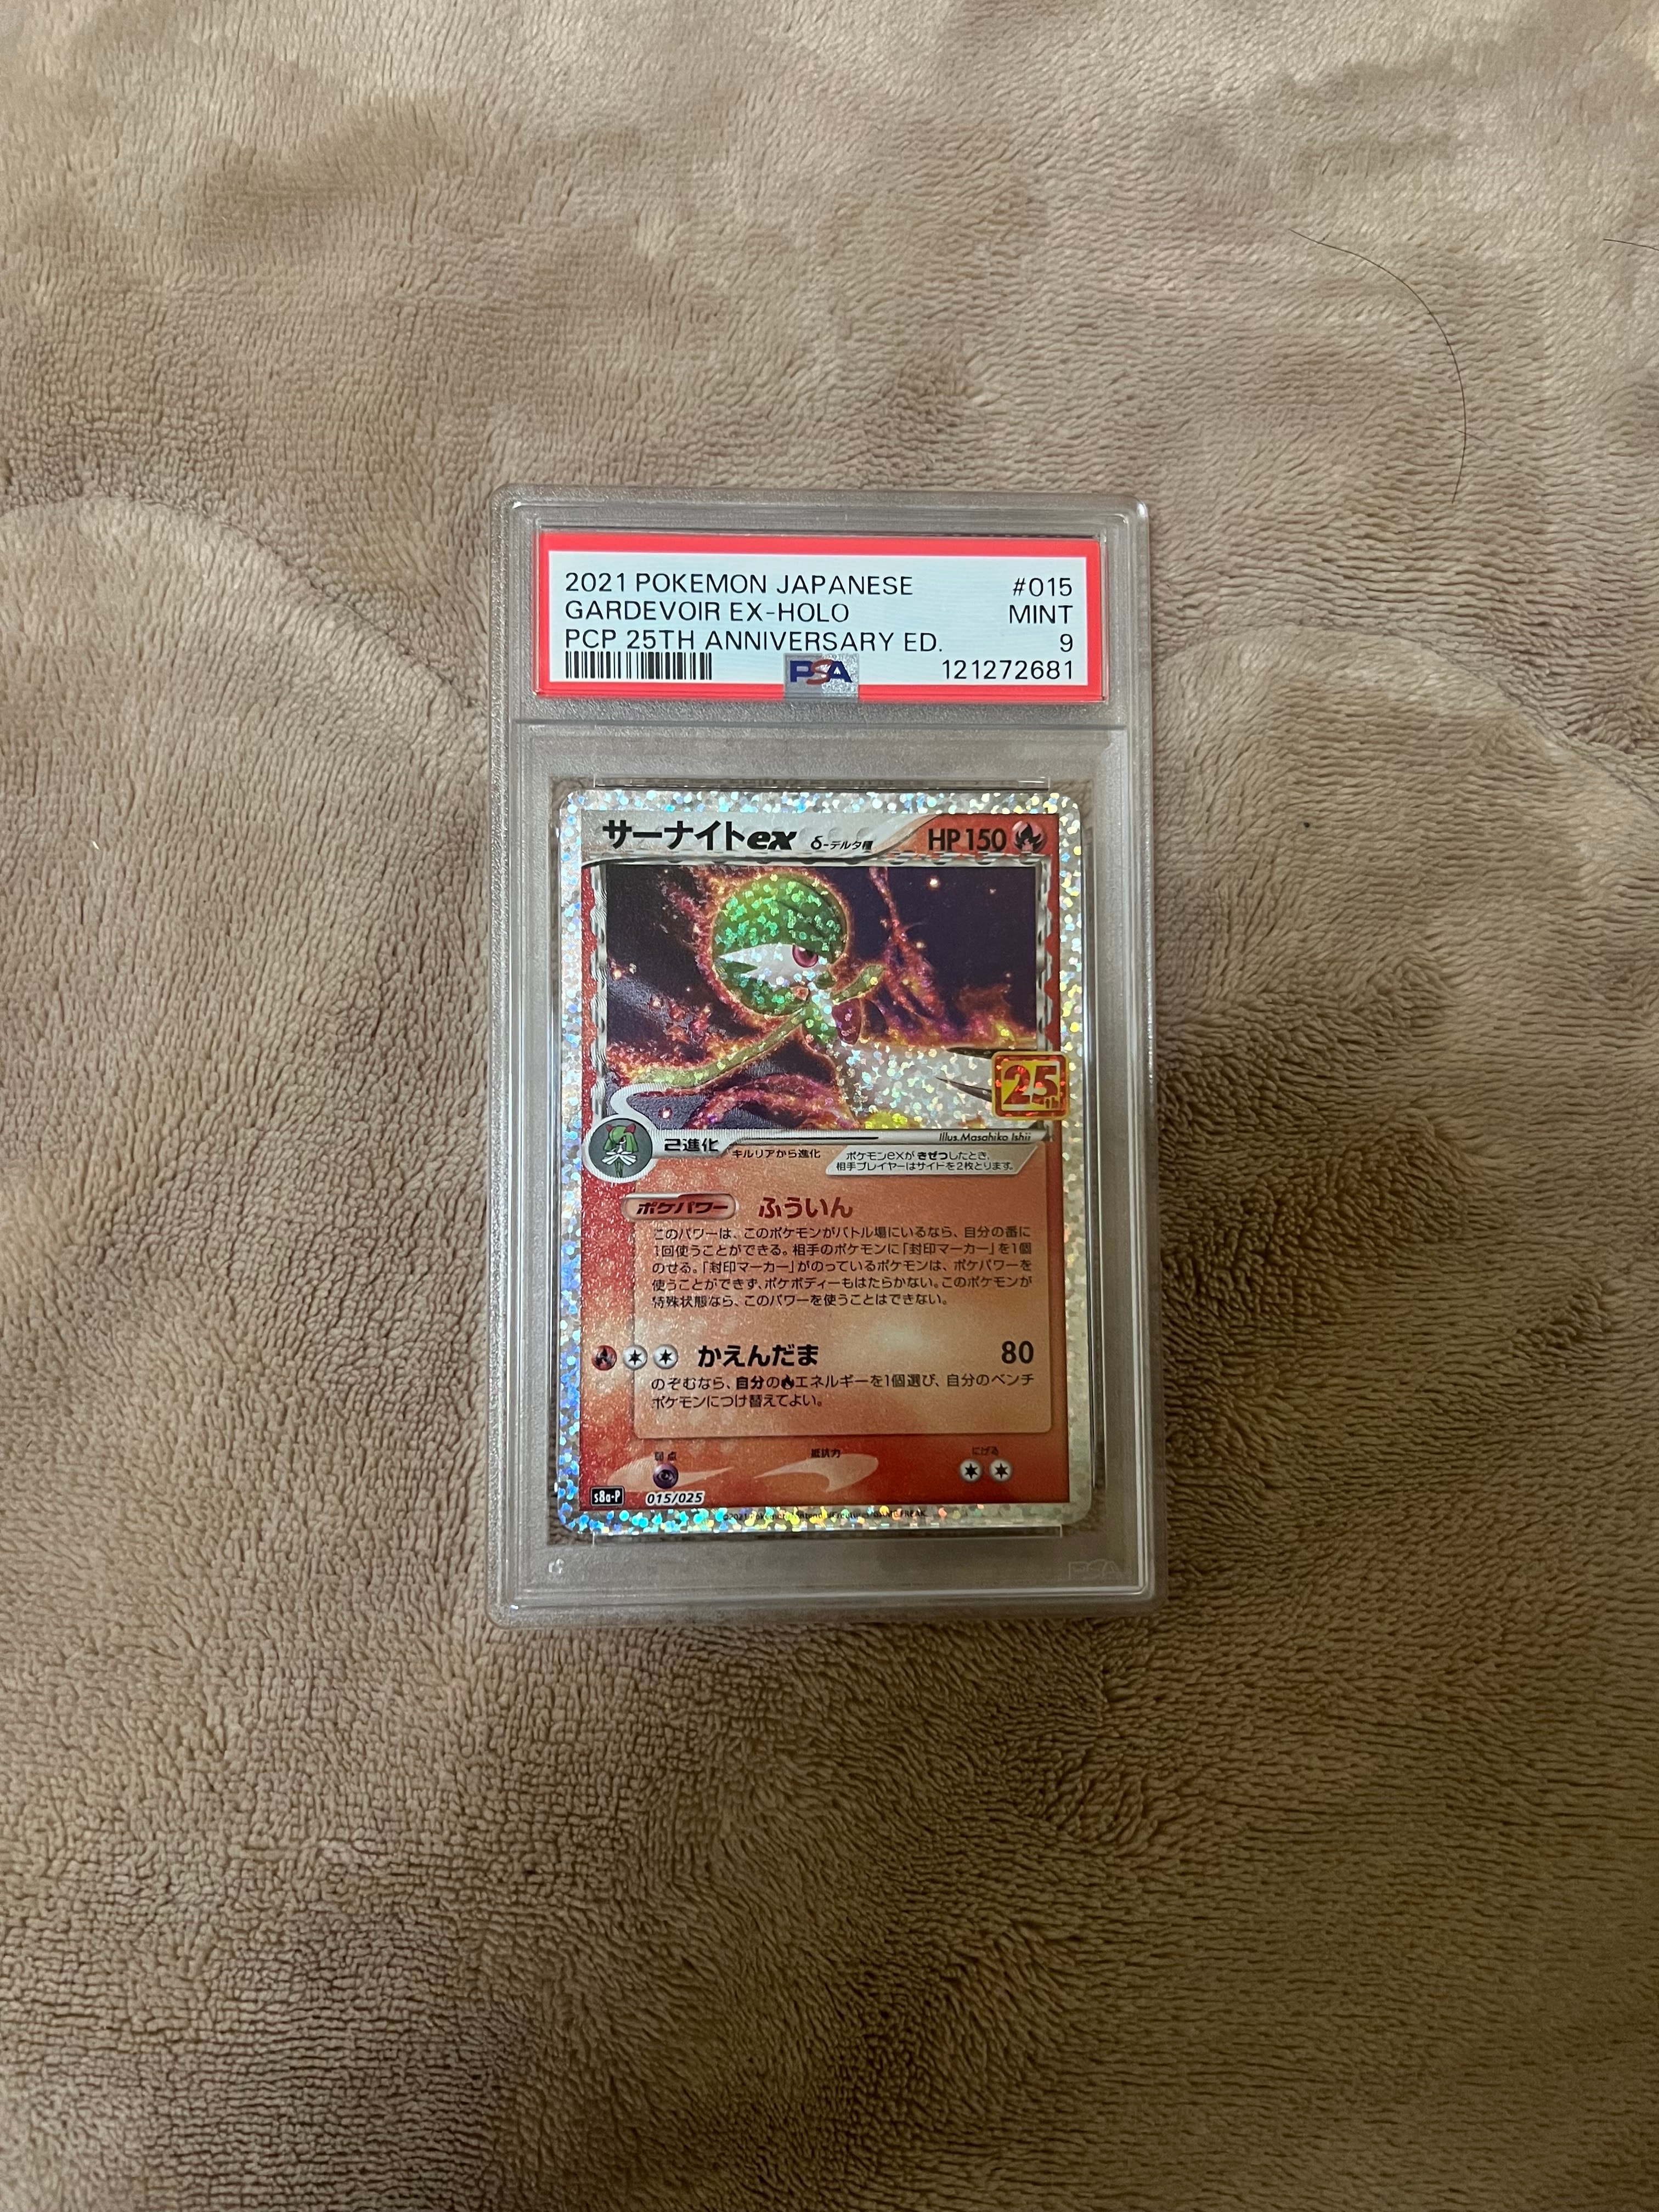 2021 POKEMON JAPANESE #015
GARDEVOIR EX-HOLO MINT
PCP 25TH ANNIVERSARY ED. 9
PSA 121272681
サーナイトex δ-デルタ種 HP150
25th
Illus. Masahiko Ishii
2進化 キルリアから進化
ポケモンexがきぜつしたとき、
相手プレイヤーはサイトを2枚とります。
ポケパワー ふういん
このパワーは、このポケモンがバトル場にいるなら、自分の番に
1回使うことができる。相手のポケモンに「封印マーカー」を1個
のせる。「封印マーカー」がのっているポケモンは、ポケパワーを
使うことができず、ポケボディーもはたらかない。このポケモンが
特殊状態なら、このパワーを使うことはできない。
かえんだま 80
のぞむなら、自分のエネルギーを1個選び、自分のベンチ
ポケモンにつけ替えてよい。
弱点 抵抗力 にげる
s8a-P 015/025
PSA